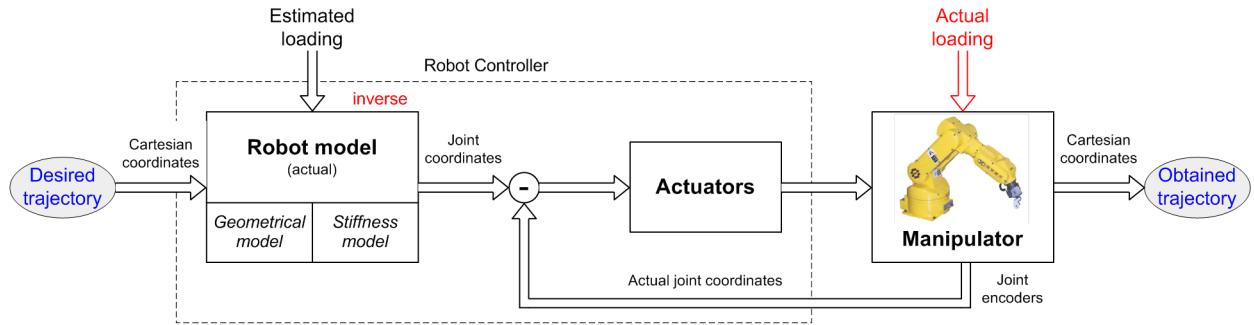 Estimated
loading
Actual
loading
Robot Controller
inverse
Cartesian
coordinates
Robot model
(actual)
Joint
coordinates
Cartesian
coordinates
Desired
trajectory
-
Actuators
Obtained
trajectory
Geometrical
model
Stiffness
model
Manipulator
Actual joint coordinates
Joint
encoders